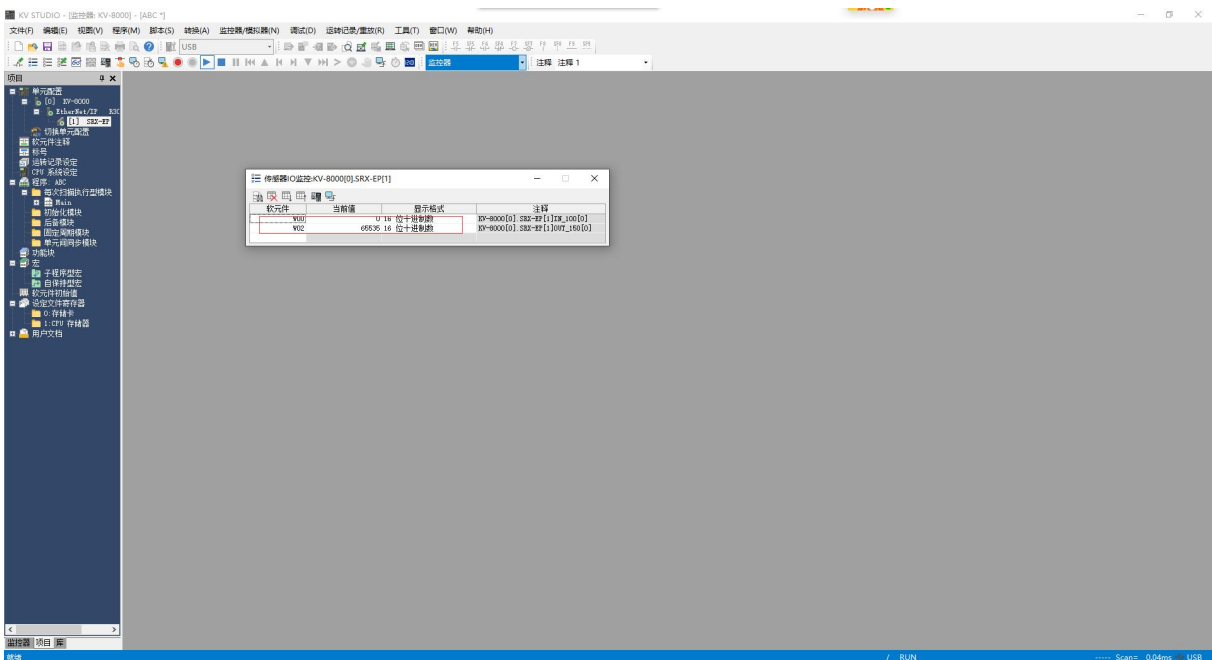 KV STUDIO - [监控器: KV-8000] - [ABC *]
文件(F) 编辑(E) 视图(V) 程序(M) 脚本(S) 转换(A) 监控器/模拟器(N) 调试(D) 运转记录/重放(R) 工具(T) 窗口(W) 帮助(H)
USB
监控器 注释 注释 1
项目
单元配置
[0] KV-8000
EtherNet/IP R30
[1] SRX-EP
切换单元配置
软元件注释
标号
运转记录设定
CPU 系统设定
程序: ABC
每次扫描执行型模块
Main
初始化模块
后备模块
固定周期模块
单元间同步模块
功能块
宏
子程序型宏
自保持型宏
软元件初始值
设定文件寄存器
0:存储卡
1:CPU 存储器
用户文档
传感器IO监控:KV-8000[0].SRX-EP[1]
软元件 当前值 显示格式 注释
W00 0 16 位十进制数 KV-8000[0].SRX-EP[1]IN_100[0]
W02 65535 16 位十进制数 KV-8000[0].SRX-EP[1]OUT_150[0]
监控器 项目 库
就绪 / RUN ----- Scan= 0.04ms USB